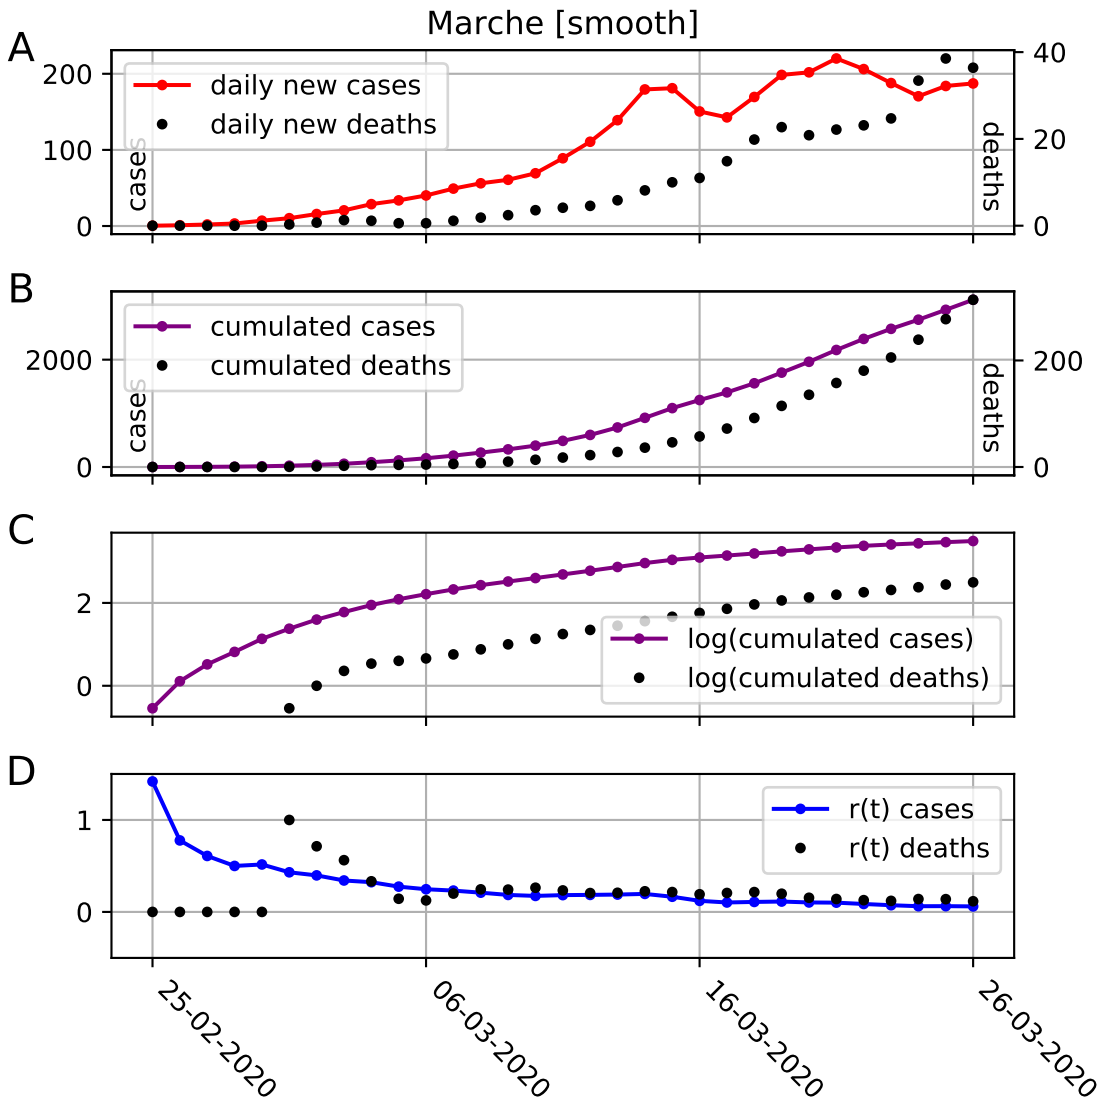 Marche [smooth]
A
daily new cases
daily new deaths
200
100
0
cases
40
20
0
deaths
B
cumulated cases
cumulated deaths
2000
0
cases
200
0
deaths
C
2
0
log(cumulated cases)
log(cumulated deaths)
D
1
0
r(t) cases
r(t) deaths
25-02-2020
06-03-2020
16-03-2020
26-03-2020